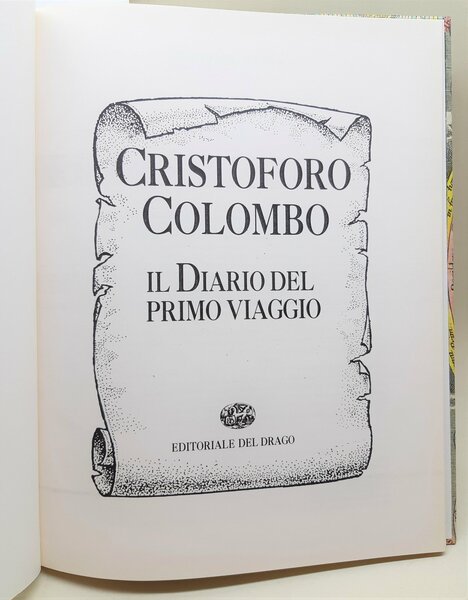 CRISTOFORO
COLOMBO
IL DIARIO DEL
PRIMO VIAGGIO
EDITORIALE DEL DRAGO